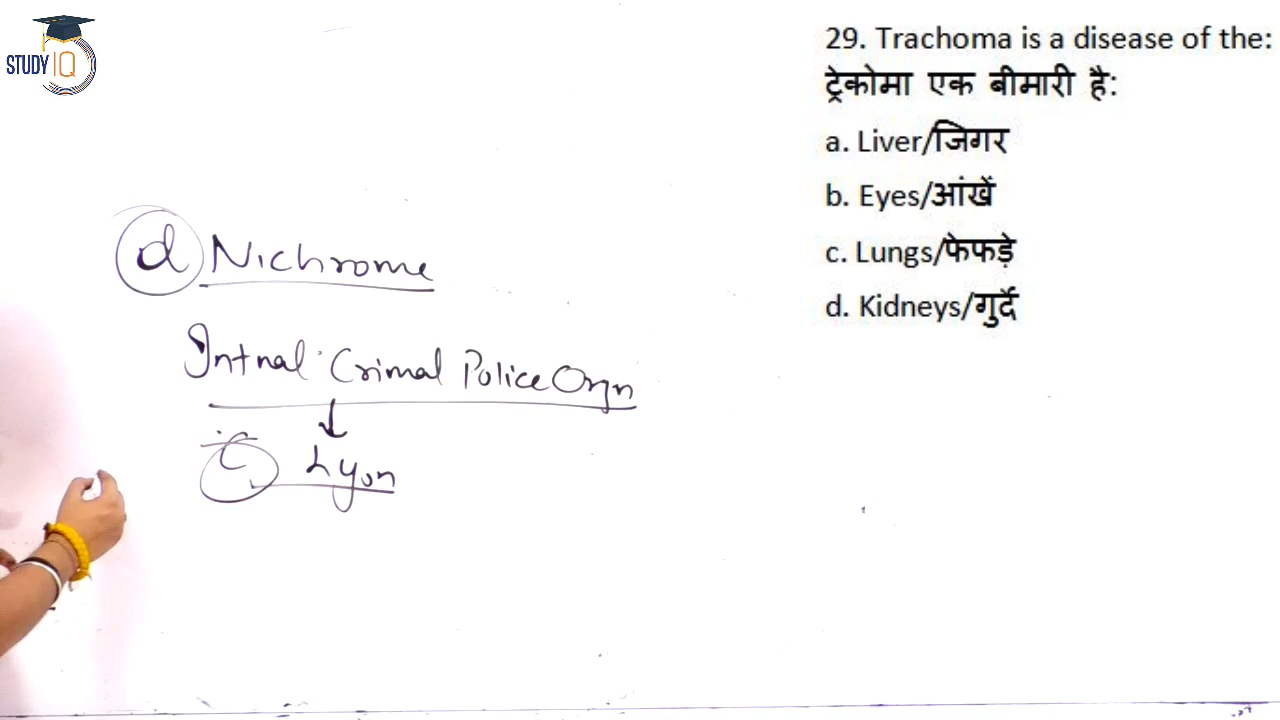 STUDY IQ
29. Trachoma is a disease of the:
ट्रेकोमा एक बीमारी है:
a. Liver/जिगर
b. Eyes/आंखें
c. Lungs/फेफड़े
d. Kidneys/गुर्दे
d Nichrome
Intnal Crimal Police Orgn
C Lyon